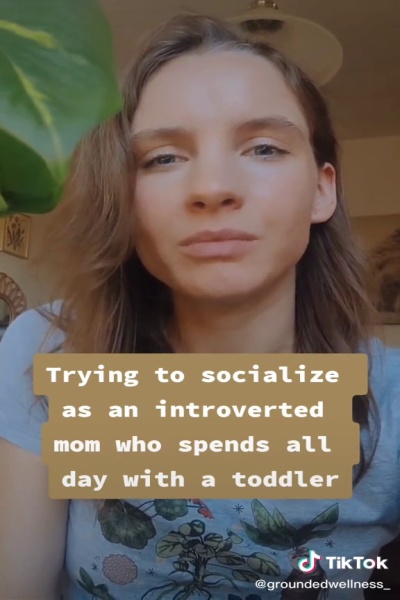 Trying to socialize
as an introverted
mom who spends all
day with a toddler
TikTok
@groundedwellness_